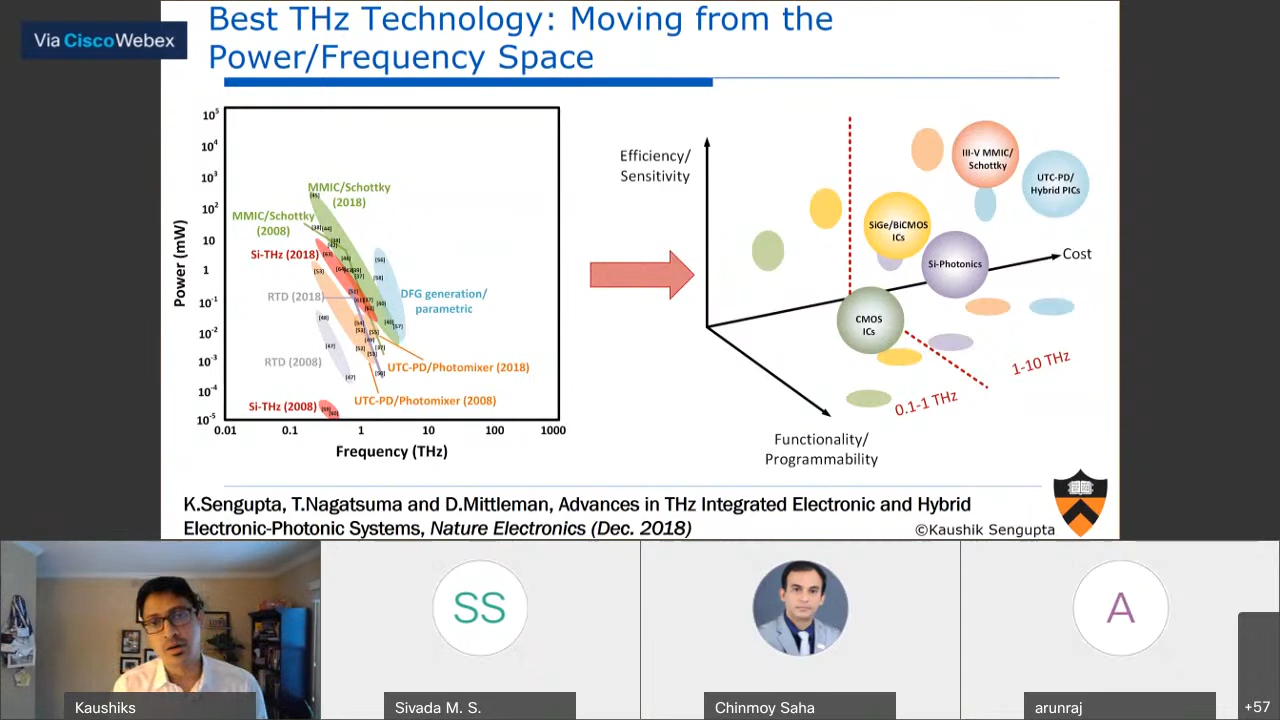 Via Cisco Webex
Best THz Technology: Moving from the
Power/Frequency Space
10⁵
10⁴
10³
10²
10
1
10⁻¹
10⁻²
10⁻³
10⁻⁴
10⁻⁵
Power (mW)
MMIC/Schottky
(2018)
MMIC/Schottky
(2008)
Si-THz (2018)
RTD (2018)
DFG generation/
parametric
RTD (2008)
UTC-PD/Photomixer (2018)
UTC-PD/Photomixer (2008)
Si-THz (2008)
0.01 0.1 1 10 100 1000
Frequency (THz)
Efficiency/
Sensitivity
III-V MMIC/
Schottky
UTC-PD/
Hybrid PICs
SiGe/BiCMOS
ICs
Si-Photonics
Cost
CMOS
ICs
1-10 THz
0.1-1 THz
Functionality/
Programmability
K.Sengupta, T.Nagatsuma and D.Mittleman, Advances in THz Integrated Electronic and Hybrid
Electronic-Photonic Systems, Nature Electronics (Dec. 2018)
©Kaushik Sengupta
SS
A
Kaushiks
Sivada M. S.
Chinmoy Saha
arunraj
+57